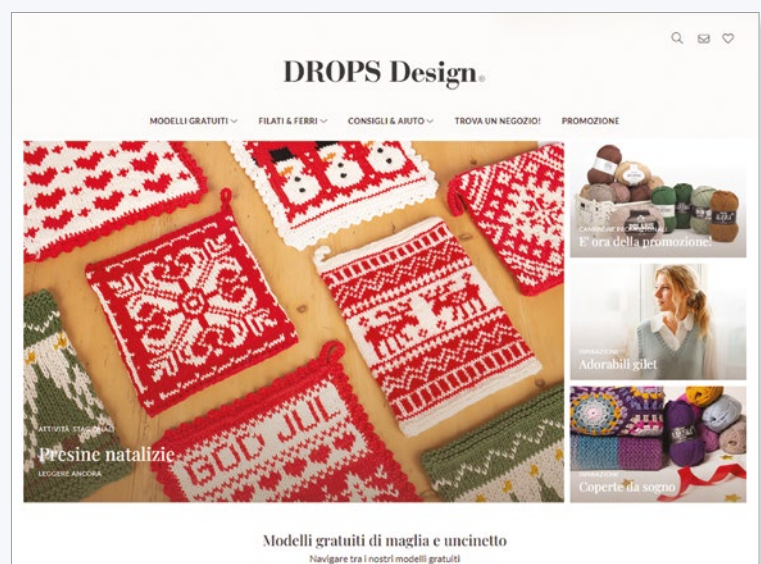 DROPS Design®
MODELLI GRATUITI
FILATI & FERRI
CONSIGLI & AIUTO
TROVA UN NEGOZIO!
PROMOZIONE
GOD JUL
ATTIVITÀ STAGIONALI
Presine natalizie
LEGGERE ANCORA
CAMPAGNE PROMOZIONALI
E' ora della promozione!
ISPIRAZIONE
Adorabili gilet
ISPIRAZIONE
Coperte da sogno
Modelli gratuiti di maglia e uncinetto
Navigare tra i nostri modelli gratuiti